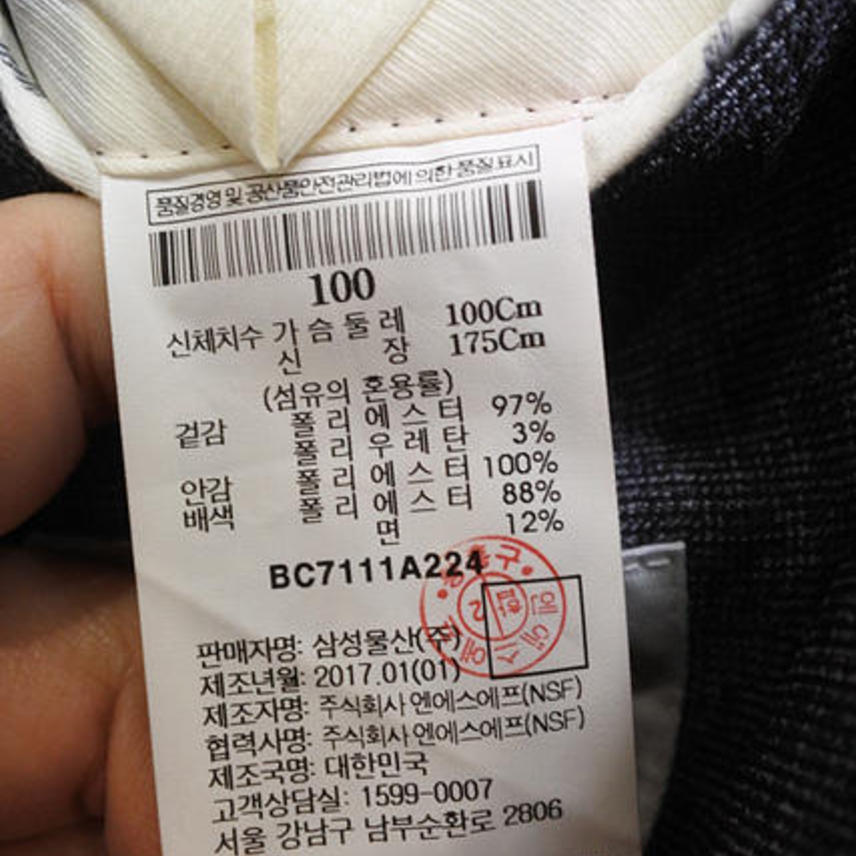 품질경영 및 공산품안전관리법에 의한 품질표시
100
신체치수 가슴둘레 100Cm
신 장 175Cm
(섬유의 혼용률)
겉감 폴리에스터 97%
폴리우레탄 3%
안감 폴리에스터 100%
배색 폴리에스터 88%
면 12%
BC7111A224
합 2
엔에스에프
판매자명: 삼성물산(주)
제조년월: 2017.01(01)
제조자명: 주식회사 엔에스에프(NSF)
협력사명: 주식회사 엔에스에프(NSF)
제조국명: 대한민국
고객상담실: 1599-0007
서울 강남구 남부순환로 2806